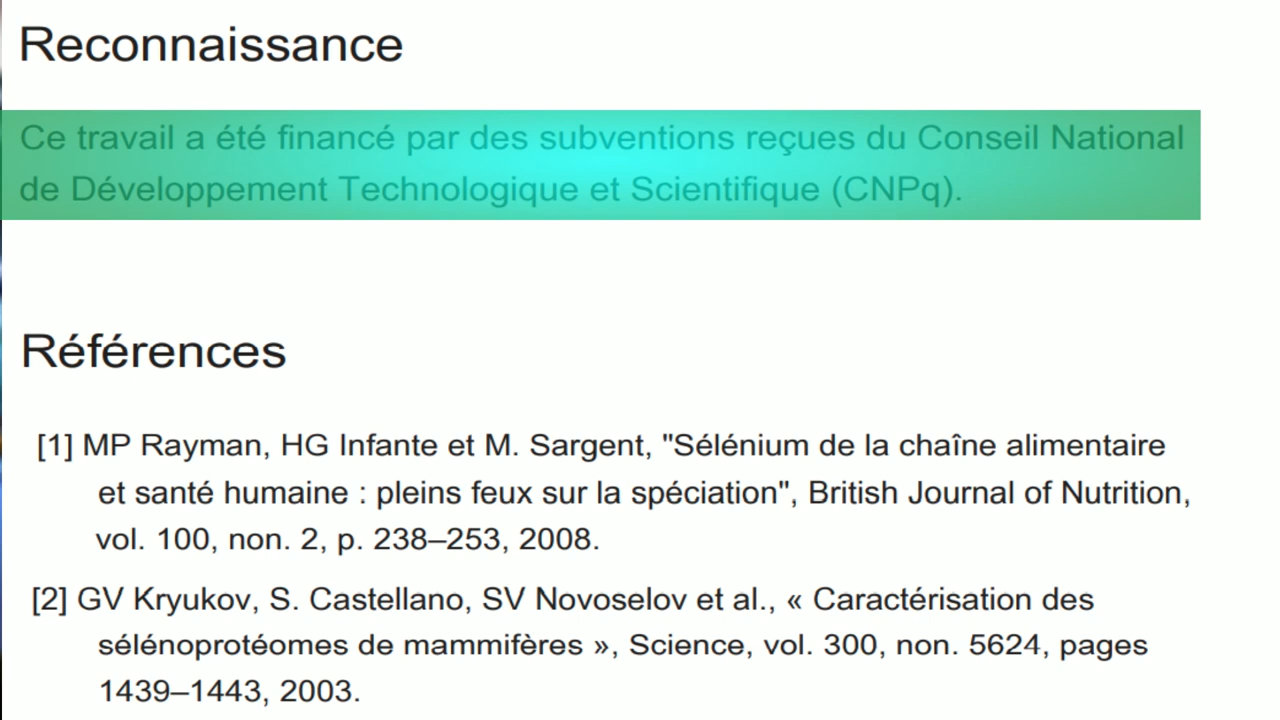 Reconnaissance
Ce travail a été financé par des subventions reçues du Conseil National
de Développement Technologique et Scientifique (CNPq).
Références
[1] MP Rayman, HG Infante et M. Sargent, "Sélénium de la chaîne alimentaire
et santé humaine : pleins feux sur la spéciation", British Journal of Nutrition,
vol. 100, non. 2, p. 238–253, 2008.
[2] GV Kryukov, S. Castellano, SV Novoselov et al., « Caractérisation des
sélénoprotéomes de mammifères », Science, vol. 300, non. 5624, pages
1439–1443, 2003.